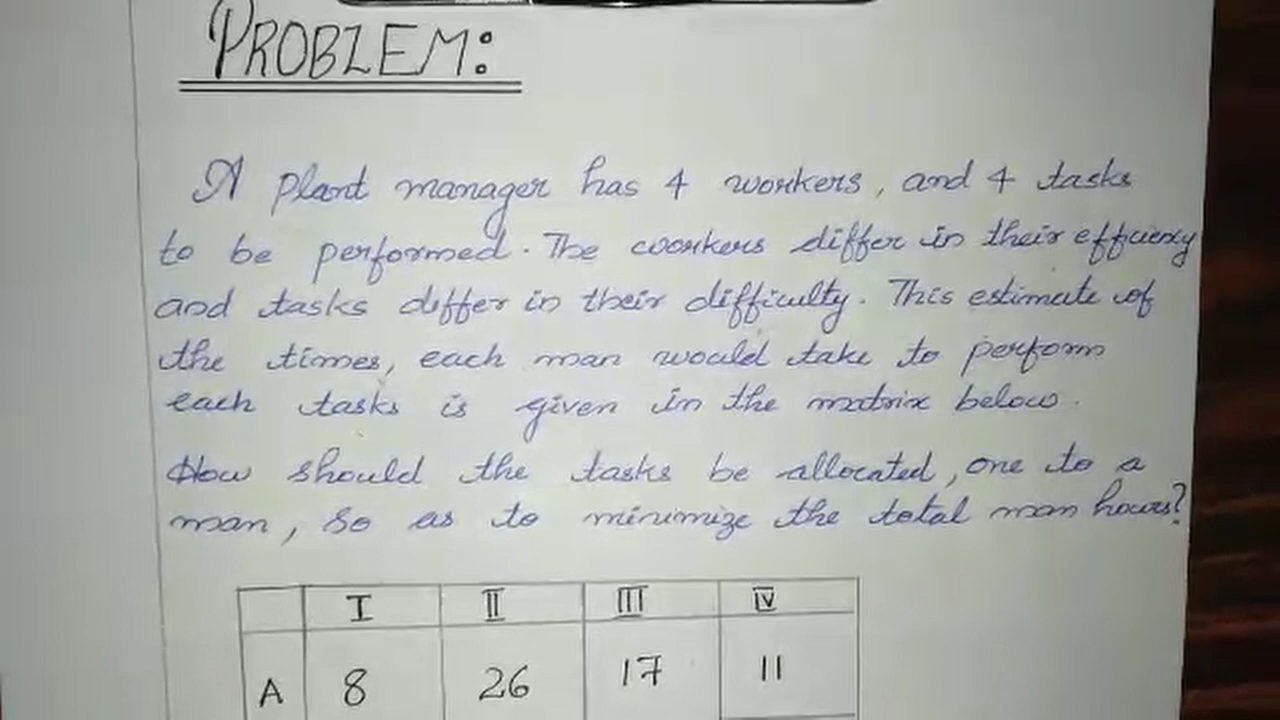 PROBLEM:
A plant manager has 4 workers, and 4 tasks
to be performed. The workers differ in their efficiency
and tasks differ in their difficulty. This estimate of
the times, each man would take to perform
each tasks is given in the matrix below.
How should the tasks be allocated, one to a
man, so as to minimize the total man hours?
I II III IV
A 8 26 17 11